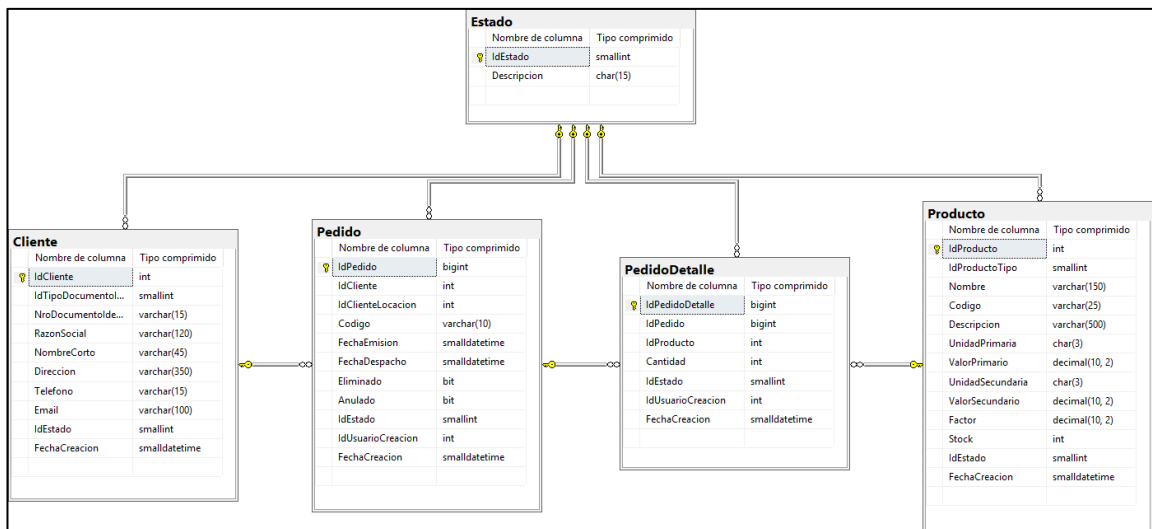 Estado
Nombre de columna Tipo comprimido
IdEstado smallint
Descripcion char(15)
Cliente
Nombre de columna Tipo comprimido
IdCliente int
IdTipoDocumentoI... smallint
NroDocumentoIde... varchar(15)
RazonSocial varchar(120)
NombreCorto varchar(45)
Direccion varchar(350)
Telefono varchar(15)
Email varchar(100)
IdEstado smallint
FechaCreacion smalldatetime
Pedido
Nombre de columna Tipo comprimido
IdPedido bigint
IdCliente int
IdClienteLocacion int
Codigo varchar(10)
FechaEmision smalldatetime
FechaDespacho smalldatetime
Eliminado bit
Anulado bit
IdEstado smallint
IdUsuarioCreacion int
FechaCreacion smalldatetime
PedidoDetalle
Nombre de columna Tipo comprimido
IdPedidoDetalle bigint
IdPedido bigint
IdProducto int
Cantidad int
IdEstado smallint
IdUsuarioCreacion int
FechaCreacion smalldatetime
Producto
Nombre de columna Tipo comprimido
IdProducto int
IdProductoTipo smallint
Nombre varchar(150)
Codigo varchar(25)
Descripcion varchar(500)
UnidadPrimaria char(3)
ValorPrimario decimal(10, 2)
UnidadSecundaria char(3)
ValorSecundario decimal(10, 2)
Factor decimal(10, 2)
Stock int
IdEstado smallint
FechaCreacion smalldatetime